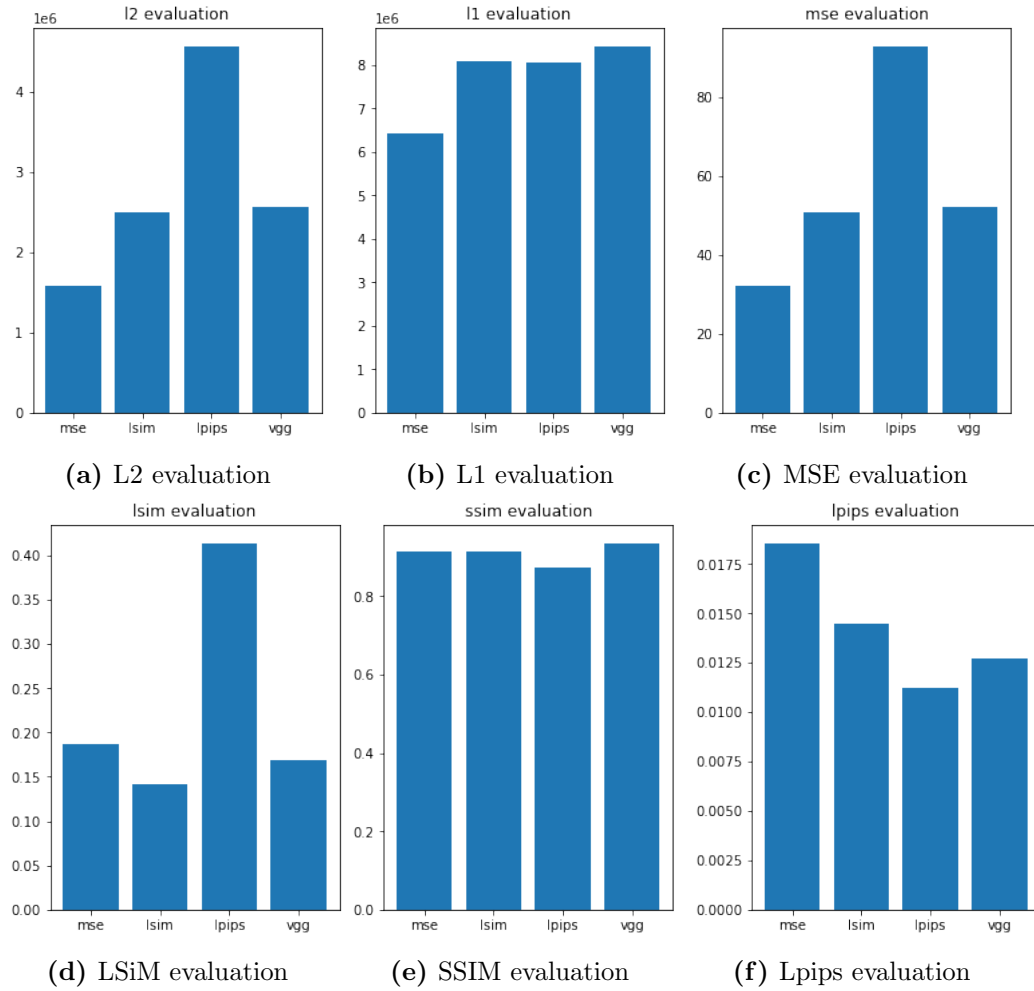 l2 evaluation
1e6
4
3
2
1
0
mse lsim lpips vgg
(a) L2 evaluation
l1 evaluation
1e6
8
7
6
5
4
3
2
1
0
mse lsim lpips vgg
(b) L1 evaluation
mse evaluation
80
60
40
20
0
mse lsim lpips vgg
(c) MSE evaluation
lsim evaluation
0.40
0.35
0.30
0.25
0.20
0.15
0.10
0.05
0.00
mse lsim lpips vgg
(d) LSiM evaluation
ssim evaluation
0.8
0.6
0.4
0.2
0.0
mse lsim lpips vgg
(e) SSIM evaluation
lpips evaluation
0.0175
0.0150
0.0125
0.0100
0.0075
0.0050
0.0025
0.0000
mse lsim lpips vgg
(f) Lpips evaluation